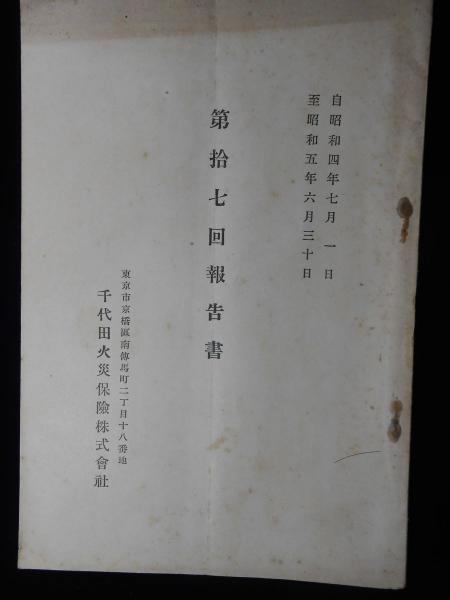 自昭和四年七月一日
至昭和五年六月三十日
第拾七回報告書
東京市京橋區南傳馬町二丁目十八番地
千代田火災保險株式會社